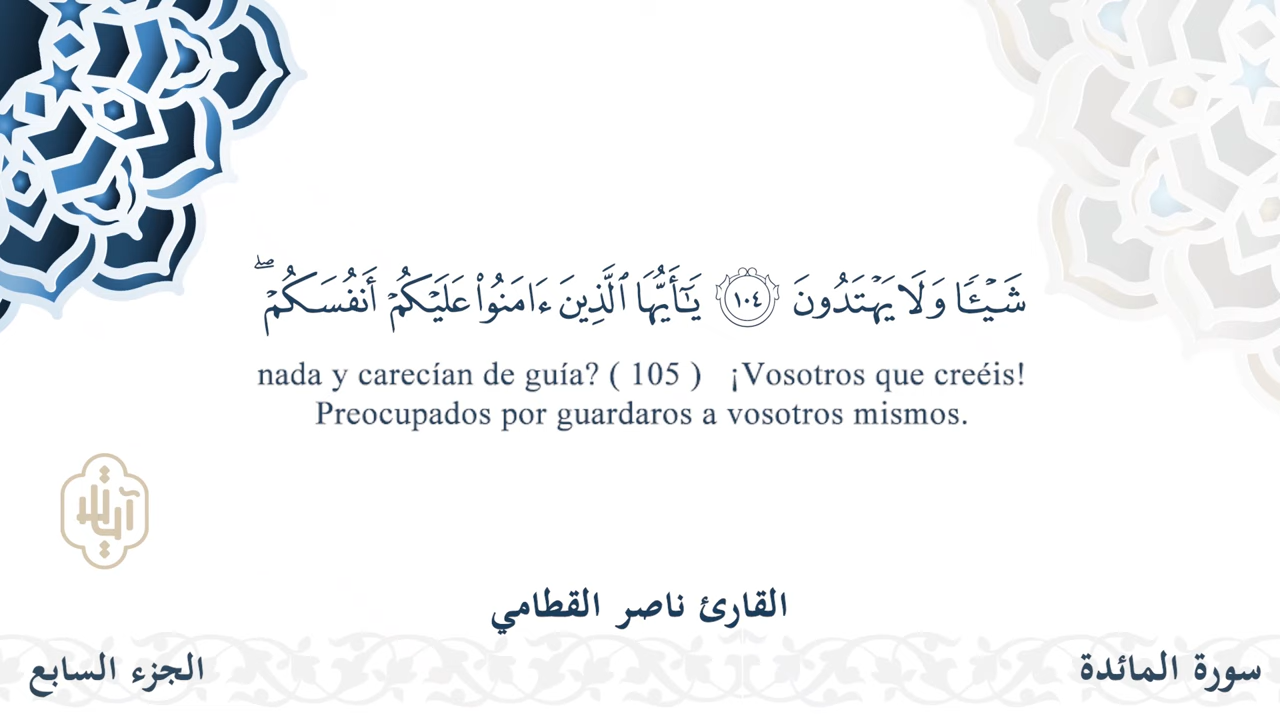 شَيْـًٔا وَلَا يَهْتَدُونَ ١٠٤ يَٰٓأَيُّهَا ٱلَّذِينَ ءَامَنُوا۟ عَلَيْكُمْ أَنفُسَكُمْ ۖ
nada y carecían de guía? ( 105 ) ¡Vosotros que creéis!
Preocupados por guardaros a vosotros mismos.
القارئ ناصر القطامي
سورة المائدة
الجزء السابع